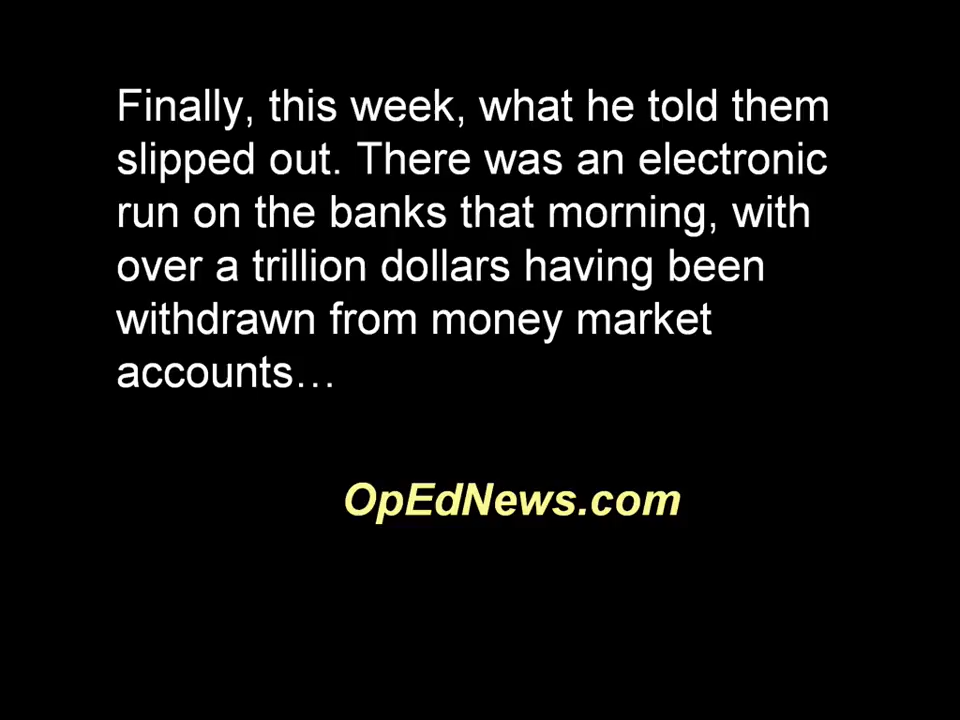 Finally, this week, what he told them
slipped out. There was an electronic
run on the banks that morning, with
over a trillion dollars having been
withdrawn from money market
accounts…
OpEdNews.com